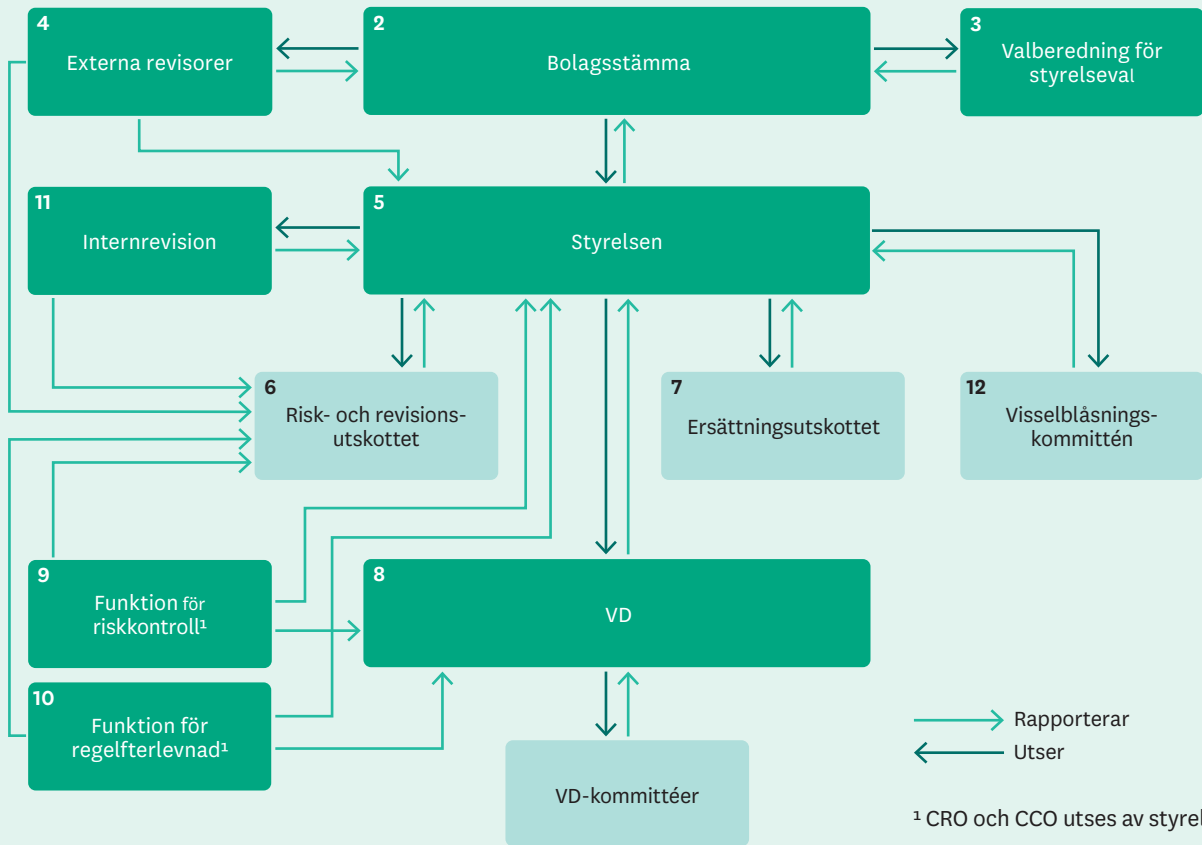 4
Externa revisorer
2
Bolagsstämma
3
Valberedning för
styrelseval
11
Internrevision
5
Styrelsen
6
Risk- och revisions-
utskottet
7
Ersättningsutskottet
12
Visselblåsnings-
kommittén
9
Funktion för
riskkontroll¹
8
VD
10
Funktion för
regelfterlevnad¹
VD-kommittéer
Rapporterar
Utser
¹ CRO och CCO utses av styrel